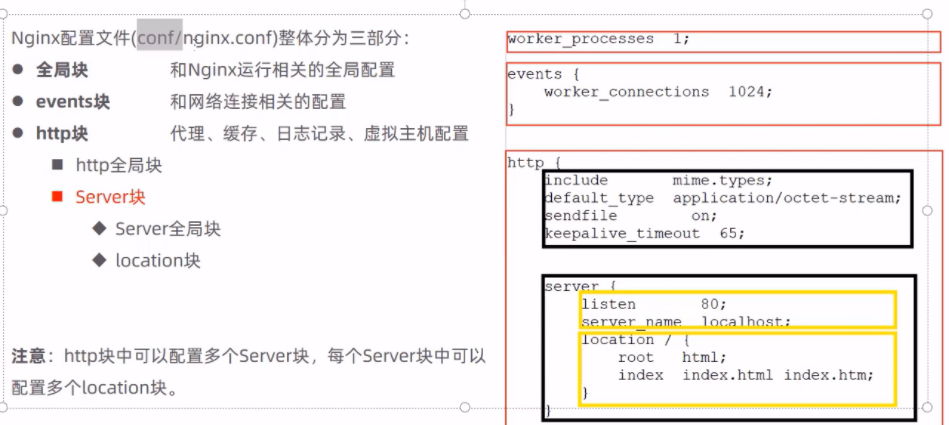 Nginx配置文件(conf/nginx.conf)整体分为三部分：
● 全局块 和Nginx运行相关的全局配置
● events块 和网络连接相关的配置
● http块 代理、缓存、日志记录、虚拟主机配置
■ http全局块
■ Server块
◆ Server全局块
◆ location块
注意：http块中可以配置多个Server块，每个Server块中可以
配置多个location块。
worker_processes 1;
events {
worker_connections 1024;
}
http {
include mime.types;
default_type application/octet-stream;
sendfile on;
keepalive_timeout 65;
server {
listen 80;
server_name localhost;
location / {
root html;
index index.html index.htm;
}
}